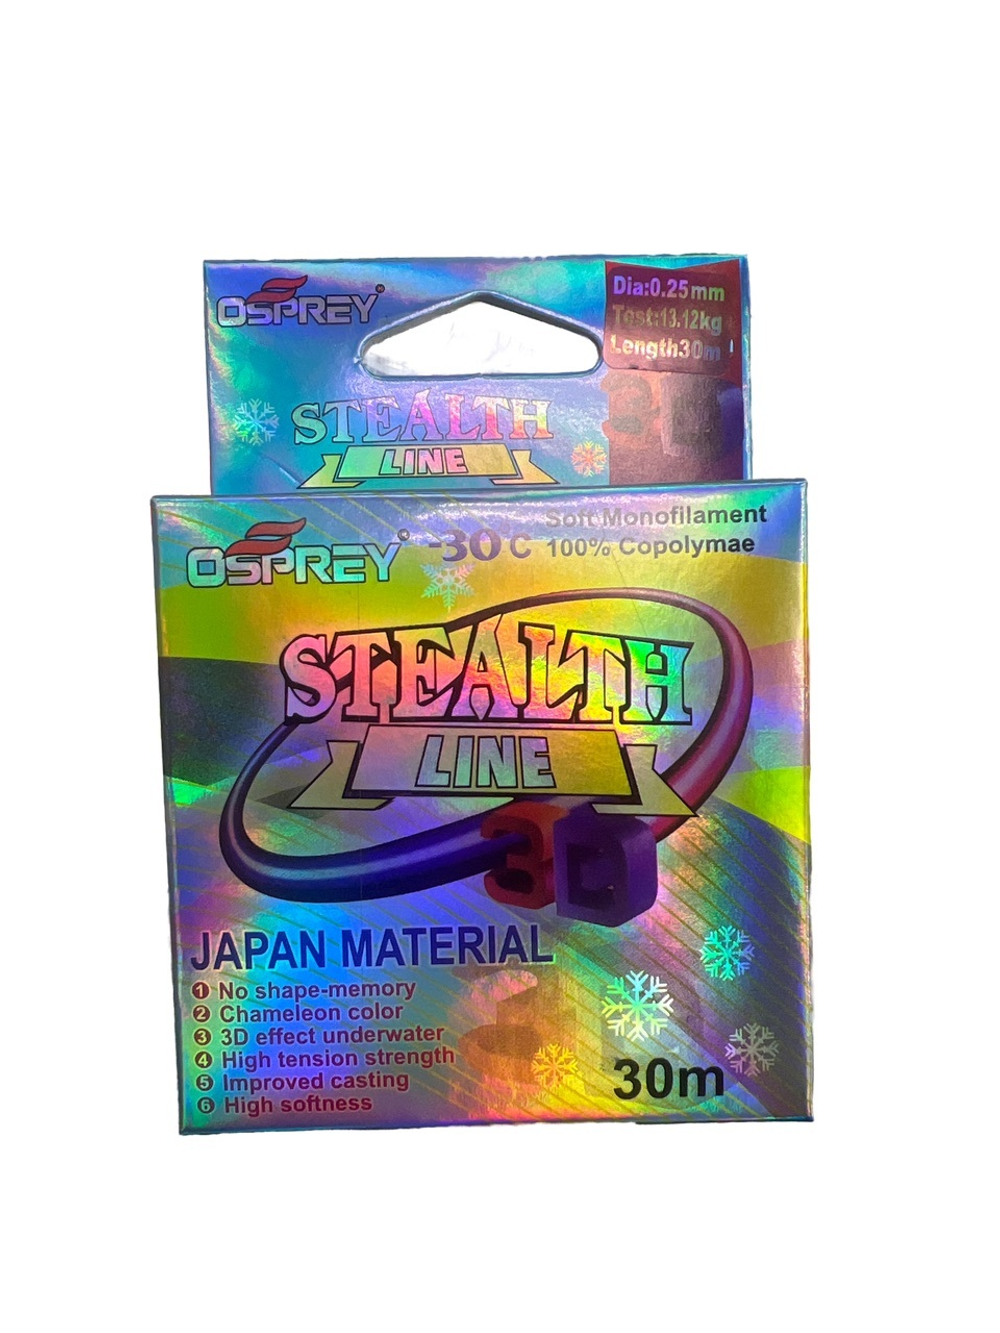 OSPREY®
Dia:0.25mm
Test:13.12kg
Length30m
STEALTH
LINE
OSPREY®
-30°C
Soft Monofilament
100% Copolymae
STEALTH
LINE
3D
JAPAN MATERIAL
1 No shape-memory
2 Chameleon color
3 3D effect underwater
4 High tension strength
5 Improved casting
6 High softness
30m